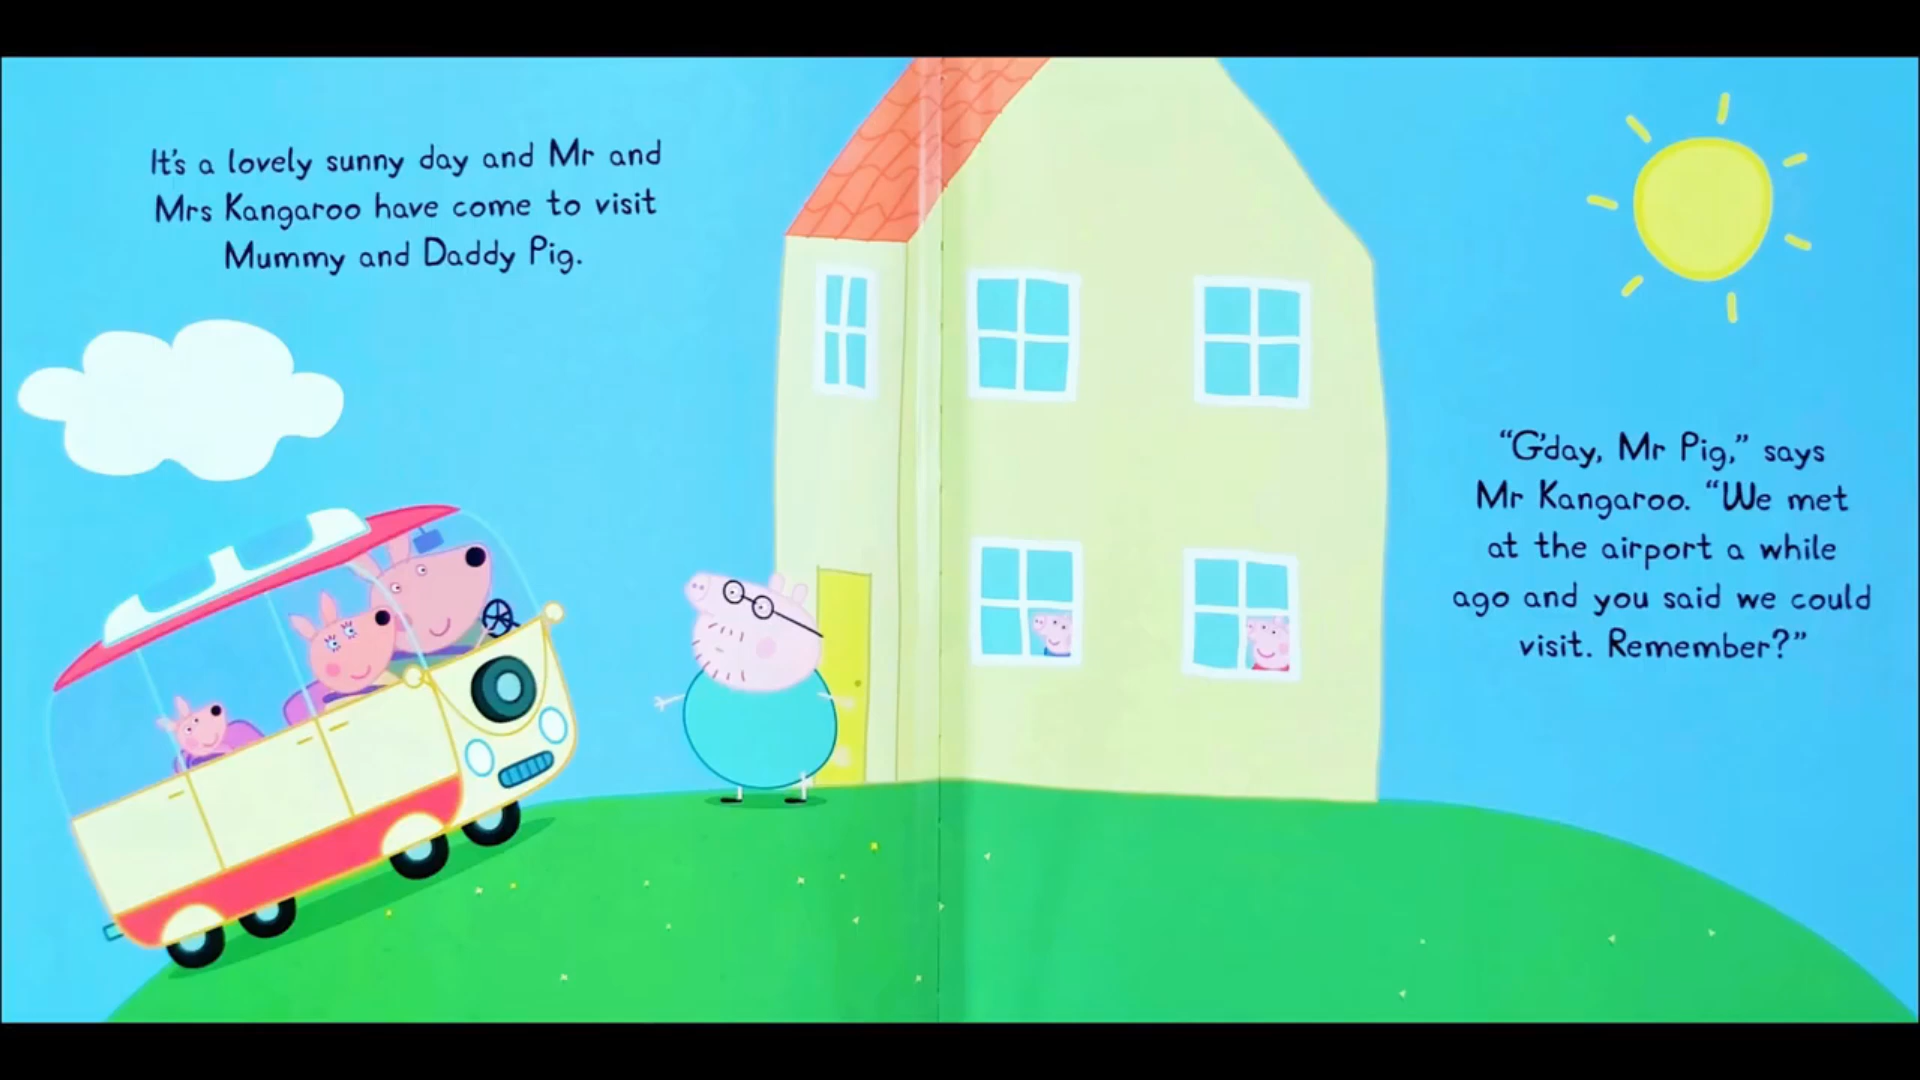 It's a lovely sunny day and Mr and
Mrs Kangaroo have come to visit
Mummy and Daddy Pig.
“G'day, Mr Pig,” says
Mr Kangaroo. “We met
at the airport a while
ago and you said we could
visit. Remember?”